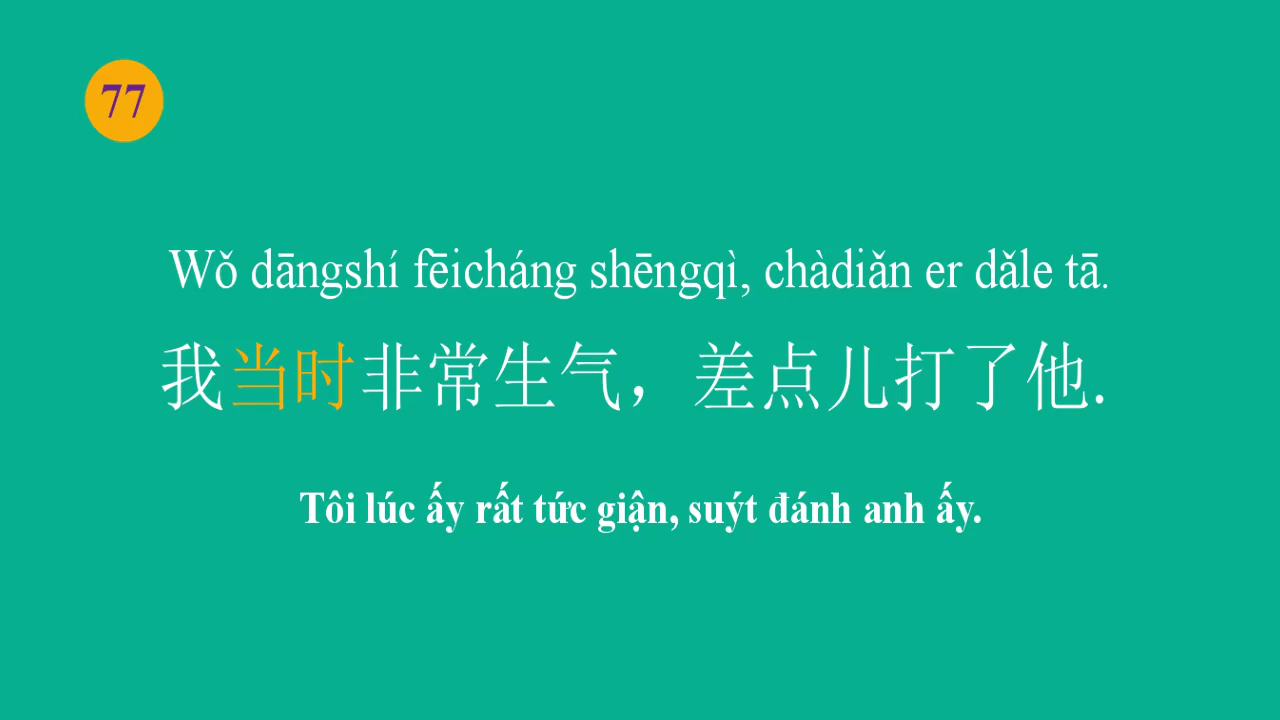 77
Wǒ dāngshí fēicháng shēngqì, chàdiǎn er dǎle tā.
我当时非常生气，差点儿打了他.
Tôi lúc ấy rất tức giận, suýt đánh anh ấy.